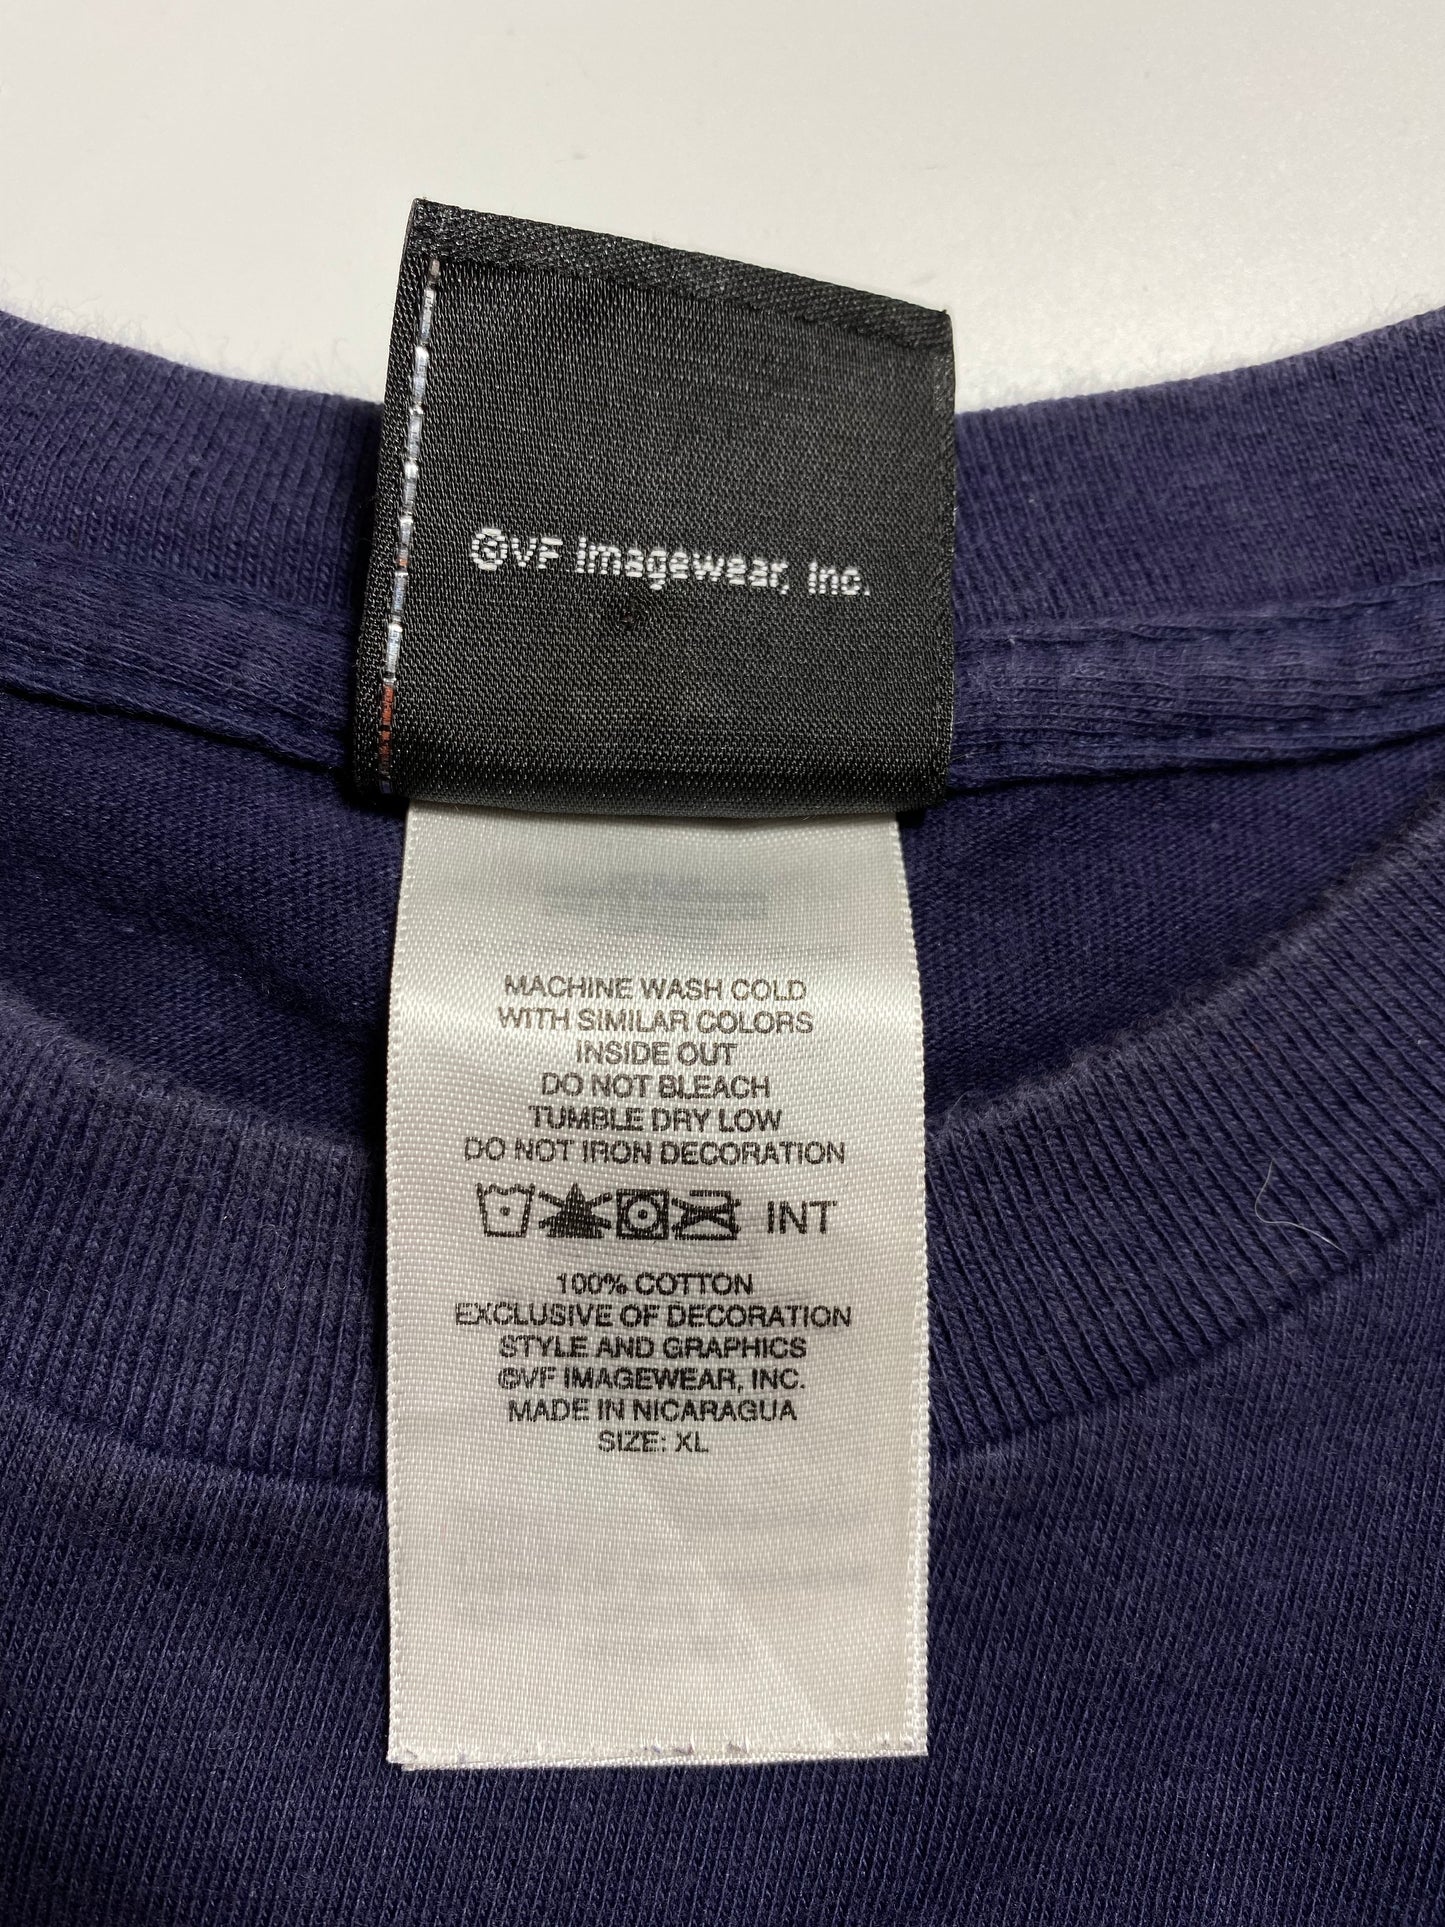 ©VF Imagewear, Inc.
MACHINE WASH COLD
WITH SIMILAR COLORS
INSIDE OUT
DO NOT BLEACH
TUMBLE DRY LOW
DO NOT IRON DECORATION
INT
100% COTTON
EXCLUSIVE OF DECORATION
STYLE AND GRAPHICS
©VF IMAGEWEAR, INC.
MADE IN NICARAGUA
SIZE: XL